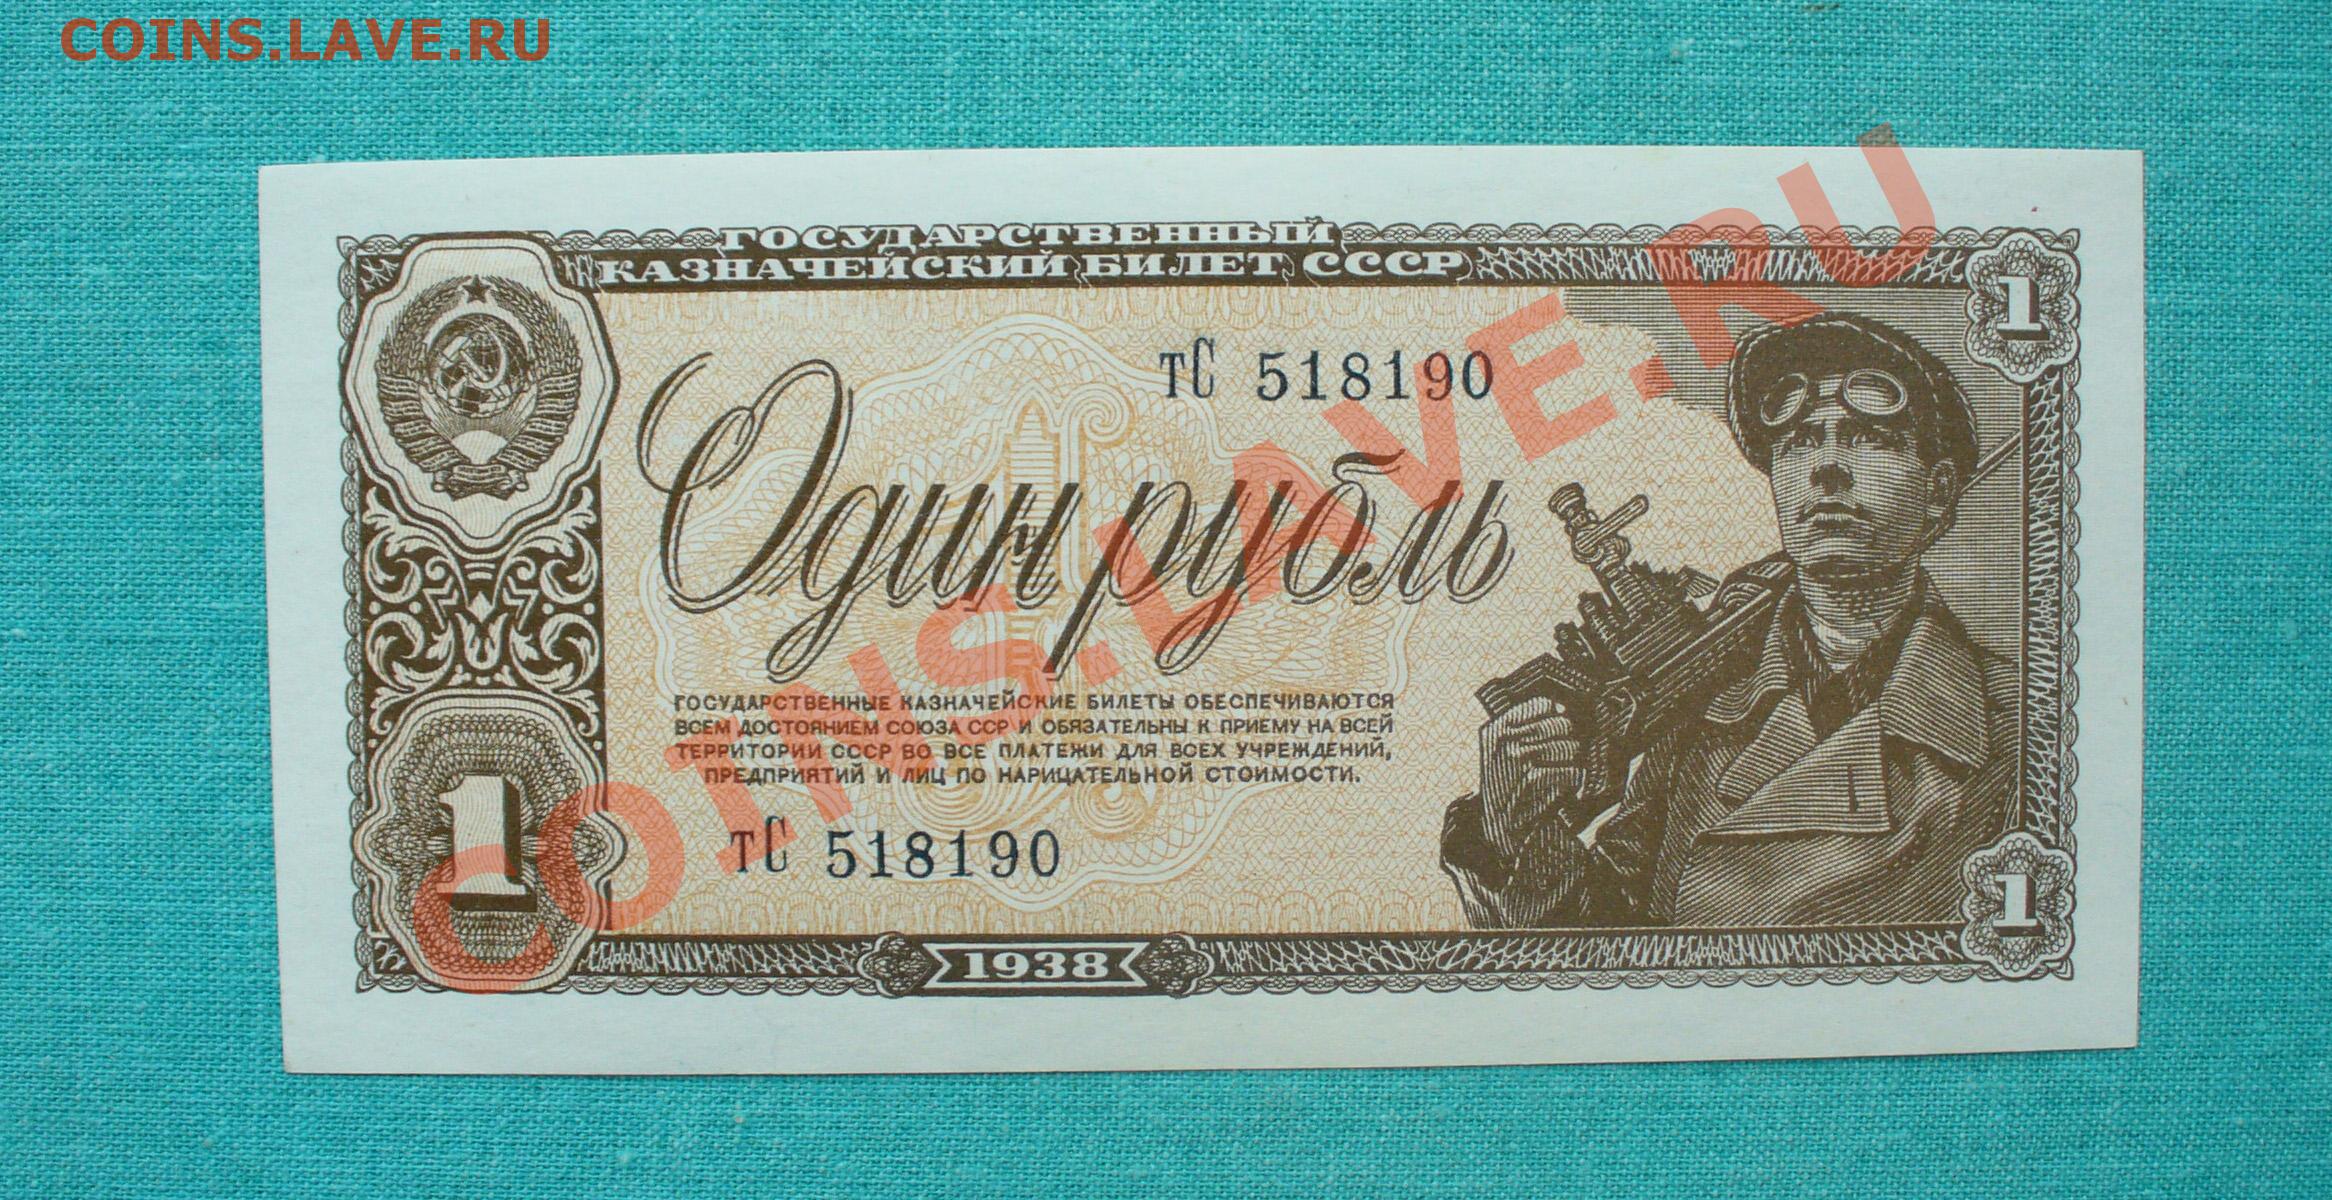 COINS.LAVE.RU
ГОСУДАРСТВЕННЫЙ
КАЗНАЧЕЙСКИЙ БИЛЕТ СССР
1
тС 518190
Один рубль
ГОСУДАРСТВЕННЫЕ КАЗНАЧЕЙСКИЕ БИЛЕТЫ ОБЕСПЕЧИВАЮТСЯ
ВСЕМ ДОСТОЯНИЕМ СОЮЗА ССР И ОБЯЗАТЕЛЬНЫ К ПРИЕМУ НА ВСЕЙ
ТЕРРИТОРИИ СССР ВО ВСЕ ПЛАТЕЖИ ДЛЯ ВСЕХ УЧРЕЖДЕНИЙ,
ПРЕДПРИЯТИЙ И ЛИЦ ПО НАРИЦАТЕЛЬНОЙ СТОИМОСТИ.
1
тС 518190
1
1938
COINS.LAVE.RU